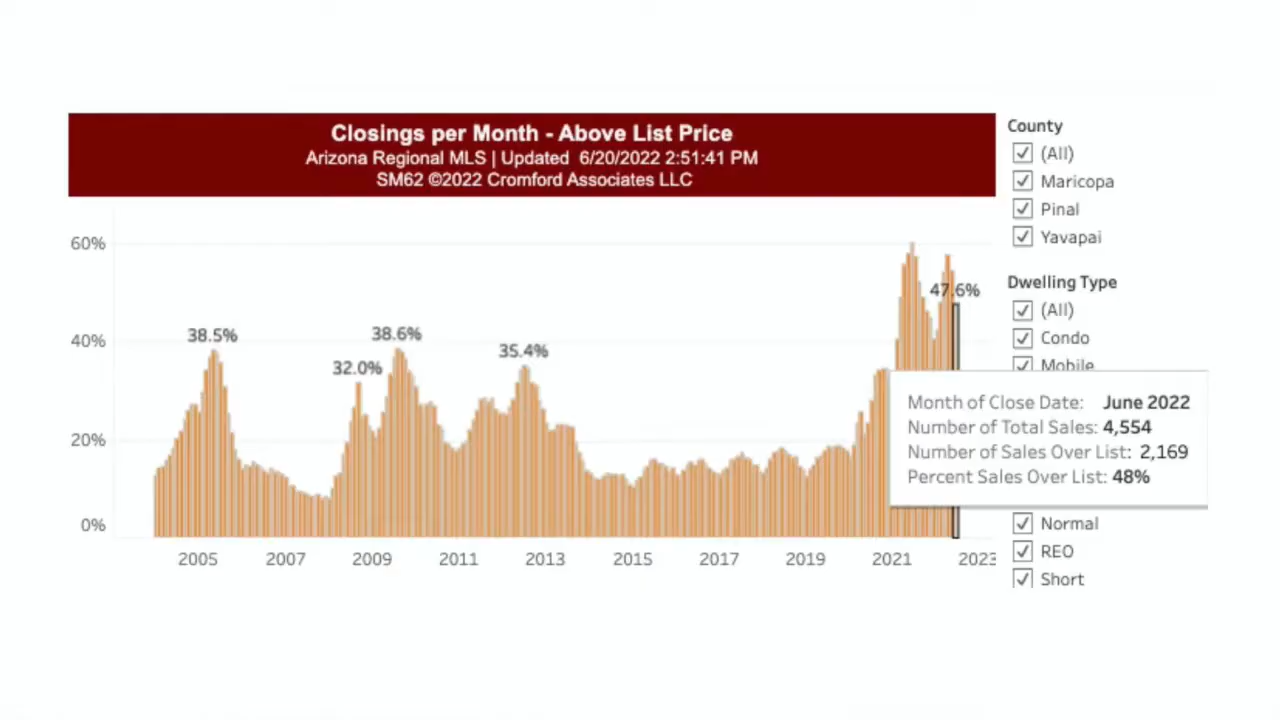 Closings per Month - Above List Price
Arizona Regional MLS | Updated 6/20/2022 2:51:41 PM
SM62 ©2022 Cromford Associates LLC
60%
40%
20%
0%
38.5%
32.0%
38.6%
35.4%
47.6%
2005 2007 2009 2011 2013 2015 2017 2019 2021 2023
Month of Close Date: June 2022
Number of Total Sales: 4,554
Number of Sales Over List: 2,169
Percent Sales Over List: 48%
County
(All)
Maricopa
Pinal
Yavapai
Dwelling Type
(All)
Condo
Mobile
Normal
REO
Short